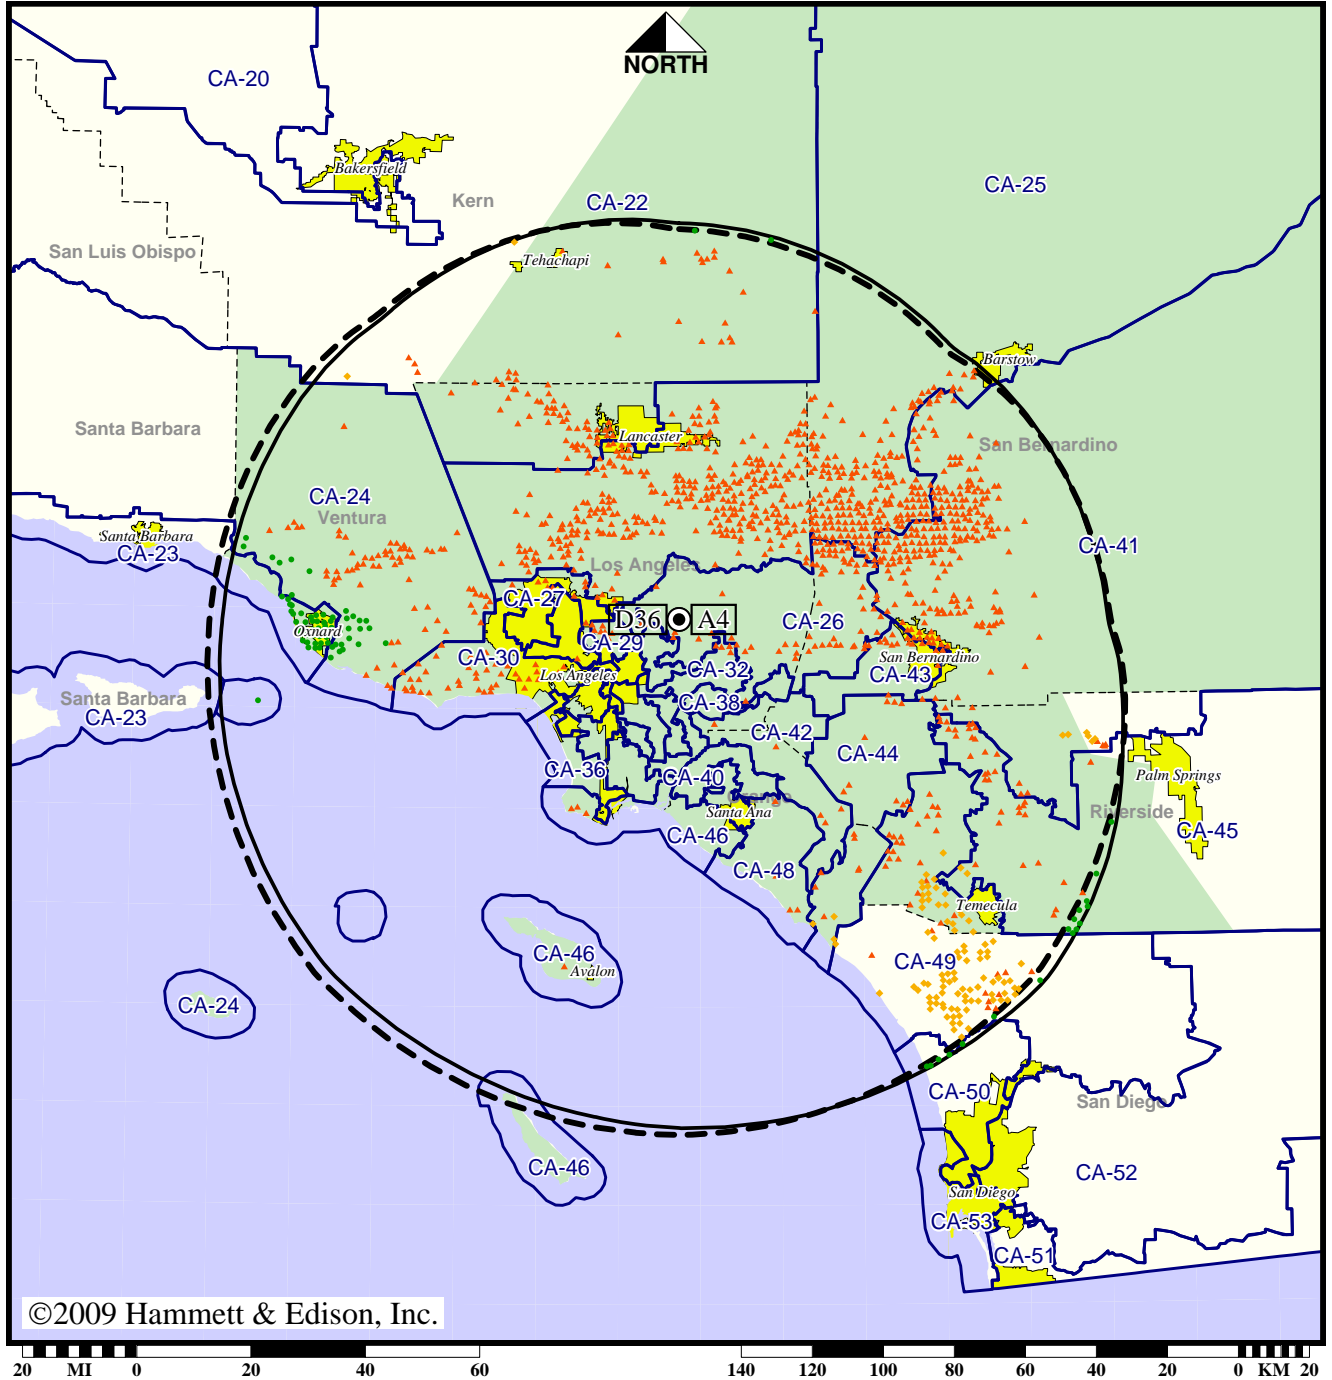 NORTH
CA-20
Bakersfield
Kern
CA-22
CA-25
San Luis Obispo
Tehachapi
Barstow
Santa Barbara
Lancaster
San Bernardino
CA-24
Ventura
Santa Barbara
CA-23
CA-41
Los Angeles
CA-27
D36
A4
CA-26
Oxnard
CA-29
CA-30
San Bernardino
CA-32
CA-43
Los Angeles
Santa Barbara
CA-23
CA-38
CA-42
CA-44
CA-36
CA-40
Palm Springs
Orange
Santa Ana
Riverside
CA-45
CA-46
CA-48
Temecula
CA-46
Avalon
CA-49
CA-24
CA-50
San Diego
CA-46
CA-52
San Diego
CA-53
CA-51
©2009 Hammett & Edison, Inc.
20 MI 0 20 40 60 140 120 100 80 60 40 20 0 KM 20